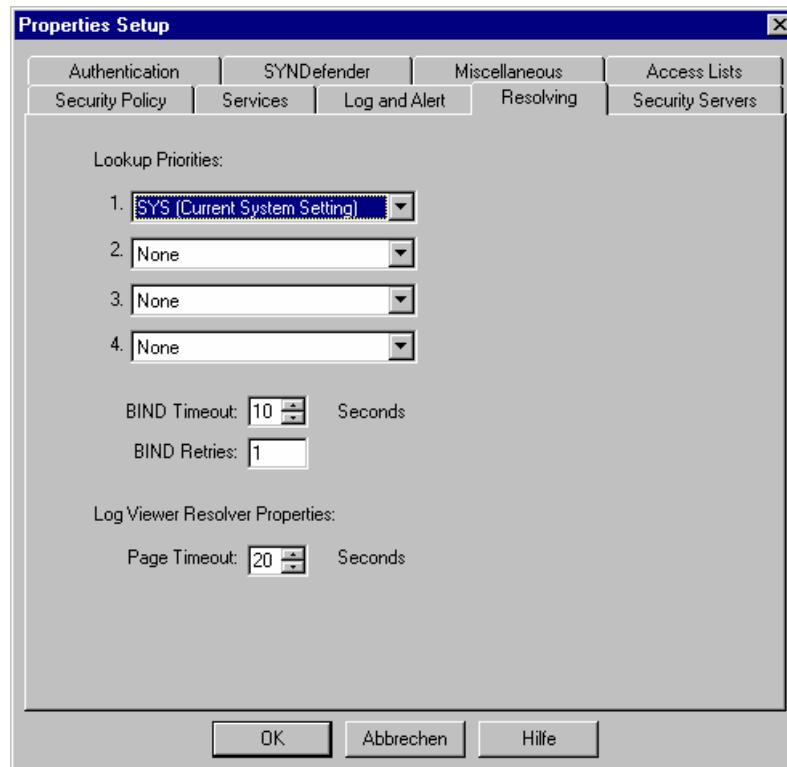 Properties Setup
Authentication SYNDefender Miscellaneous Access Lists
Security Policy Services Log and Alert Resolving Security Servers
Lookup Priorities:
1. SYS (Current System Setting)
2. None
3. None
4. None
BIND Timeout: 10 Seconds
BIND Retries: 1
Log Viewer Resolver Properties:
Page Timeout: 20 Seconds
OK Abbrechen Hilfe